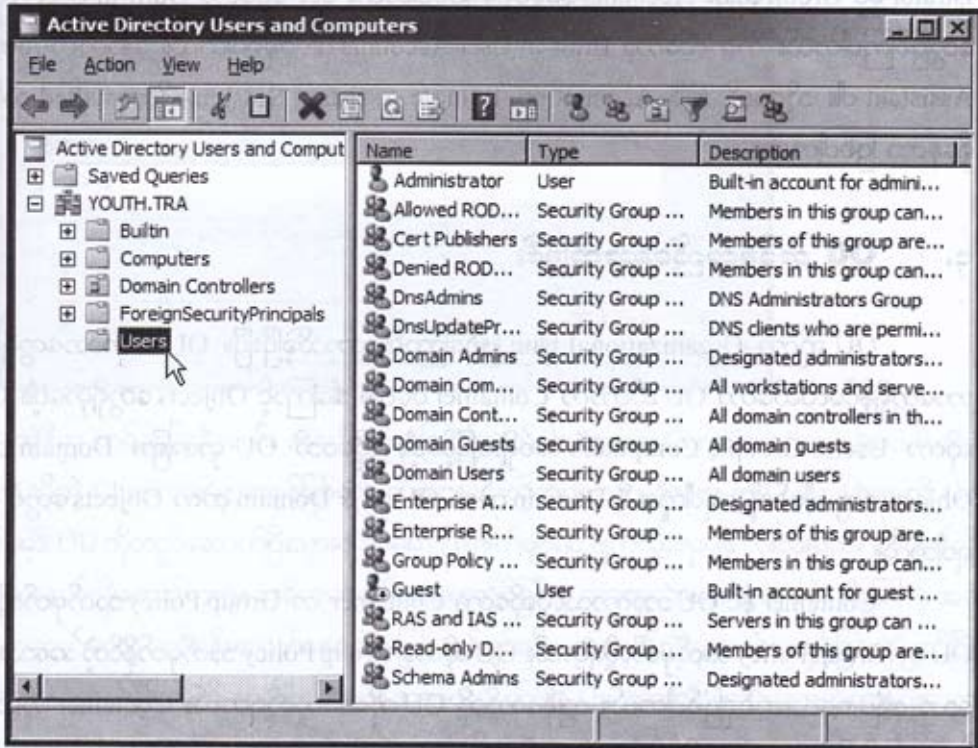 Active Directory Users and Computers
File Action View Help
Active Directory Users and Comput
Saved Queries
YOUTH.TRA
Builtin
Computers
Domain Controllers
ForeignSecurityPrincipals
Users
Name Type Description
Administrator User Built-in account for admini...
Allowed ROD... Security Group ... Members in this group can...
Cert Publishers Security Group ... Members of this group are...
Denied ROD... Security Group ... Members in this group can...
DnsAdmins Security Group ... DNS Administrators Group
DnsUpdatePr... Security Group ... DNS clients who are permi...
Domain Admins Security Group ... Designated administrators...
Domain Com... Security Group ... All workstations and serve...
Domain Cont... Security Group ... All domain controllers in th...
Domain Guests Security Group ... All domain guests
Domain Users Security Group ... All domain users
Enterprise A... Security Group ... Designated administrators...
Enterprise R... Security Group ... Members of this group are...
Group Policy ... Security Group ... Members in this group can...
Guest User Built-in account for guest ...
RAS and IAS ... Security Group ... Servers in this group can ...
Read-only D... Security Group ... Members of this group are...
Schema Admins Security Group ... Designated administrators...